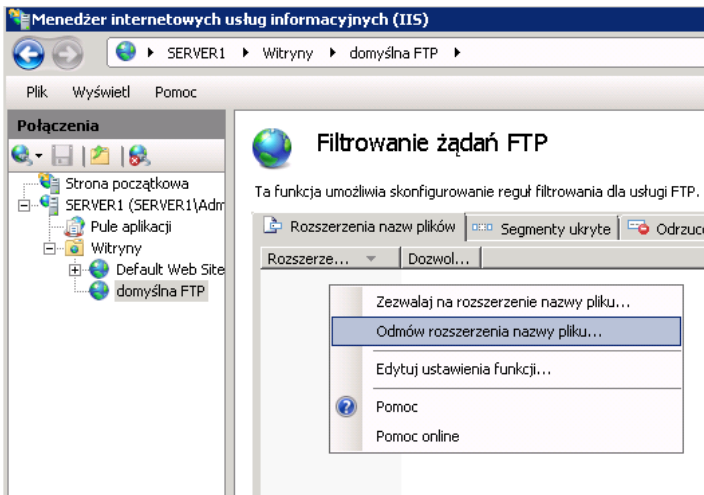 Menedżer internetowych usług informacyjnych (IIS)
SERVER1 Witryny domyślna FTP
Plik Wyświetl Pomoc
Połączenia
Strona początkowa
SERVER1 (SERVER1\Adm
Pule aplikacji
Witryny
Default Web Site
domyślna FTP
Filtrowanie żądań FTP
Ta funkcja umożliwia skonfigurowanie reguł filtrowania dla usługi FTP.
Rozszerzenia nazw plików Segmenty ukryte Odrzuco
Rozszerze... Dozwol...
Zezwalaj na rozszerzenie nazwy pliku...
Odmów rozszerzenia nazwy pliku...
Edytuj ustawienia funkcji...
Pomoc
Pomoc online